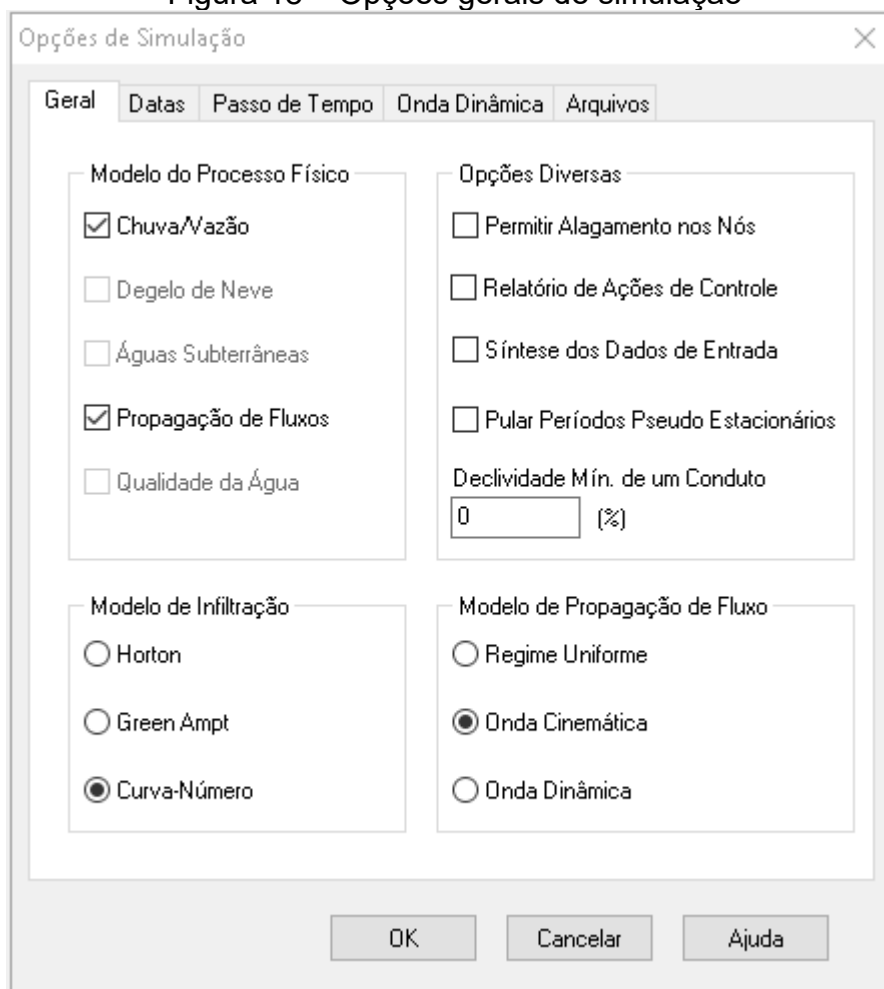 Opções gerais de simulação
Opções de Simulação
Geral Datas Passo de Tempo Onda Dinâmica Arquivos
Modelo do Processo Físico
Chuva/Vazão
Degelo de Neve
Águas Subterrâneas
Propagação de Fluxos
Qualidade da Água
Opções Diversas
Permitir Alagamento nos Nós
Relatório de Ações de Controle
Síntese dos Dados de Entrada
Pular Períodos Pseudo Estacionários
Declividade Mín. de um Conduto
0 (%)
Modelo de Infiltração
Horton
Green Ampt
Curva-Número
Modelo de Propagação de Fluxo
Regime Uniforme
Onda Cinemática
Onda Dinâmica
OK Cancelar Ajuda